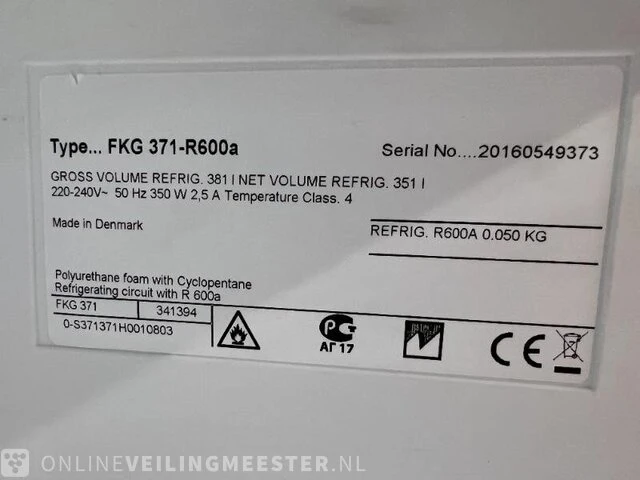 Type... FKG 371-R600a
Serial No....20160549373
GROSS VOLUME REFRIG. 381 l NET VOLUME REFRIG. 351 l
220-240V~ 50 Hz 350 W 2,5 A Temperature Class. 4
Made in Denmark
REFRIG. R600A 0.050 KG
Polyurethane foam with Cyclopentane
Refrigerating circuit with R 600a
FKG 371
341394
0-S371371H0010803
АГ 17
CE
ONLINEVEILINGMEESTER.NL